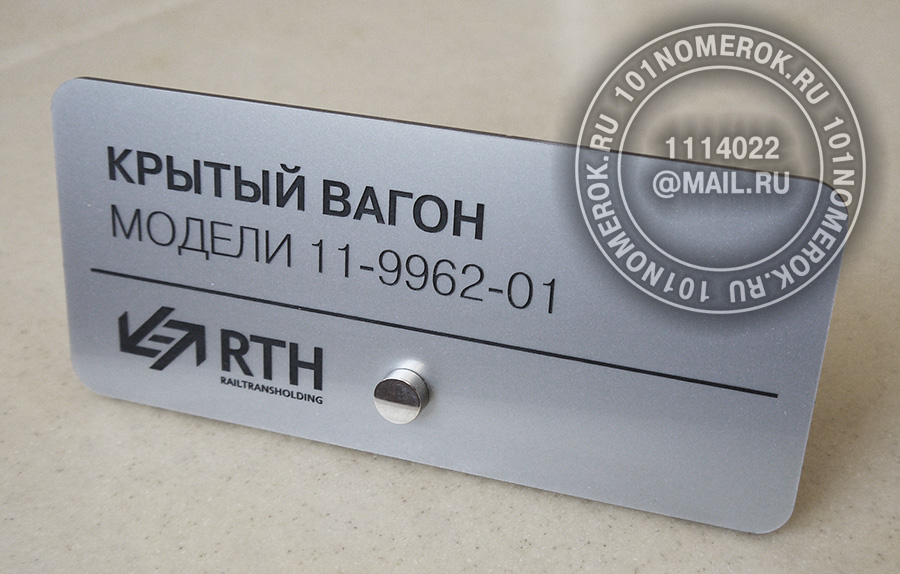 КРЫТЫЙ ВАГОН
МОДЕЛИ 11-9962-01
RTH
RAILTRANSHOLDING
101NOMEROK.RU 101NOMEROK.RU 101NOMEROK.RU 101NOMEROK.RU
1114022
@MAIL.RU